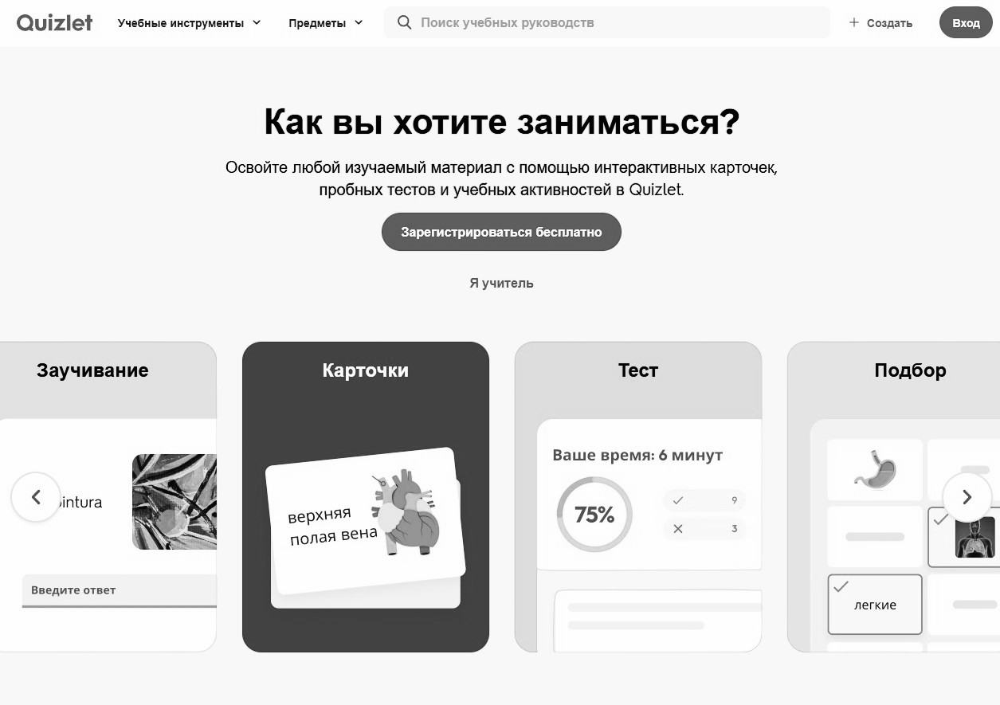 Quizlet
Учебные инструменты
Предметы
Поиск учебных руководств
Создать
Вход
Как вы хотите заниматься?
Освойте любой изучаемый материал с помощью интерактивных карточек,
пробных тестов и учебных активностей в Quizlet.
Зарегистрироваться бесплатно
Я учитель
Заучивание
Введите ответ
Карточки
верхняя
полая вена
Тест
Ваше время: 6 минут
75%
9
3
Подбор
легкие